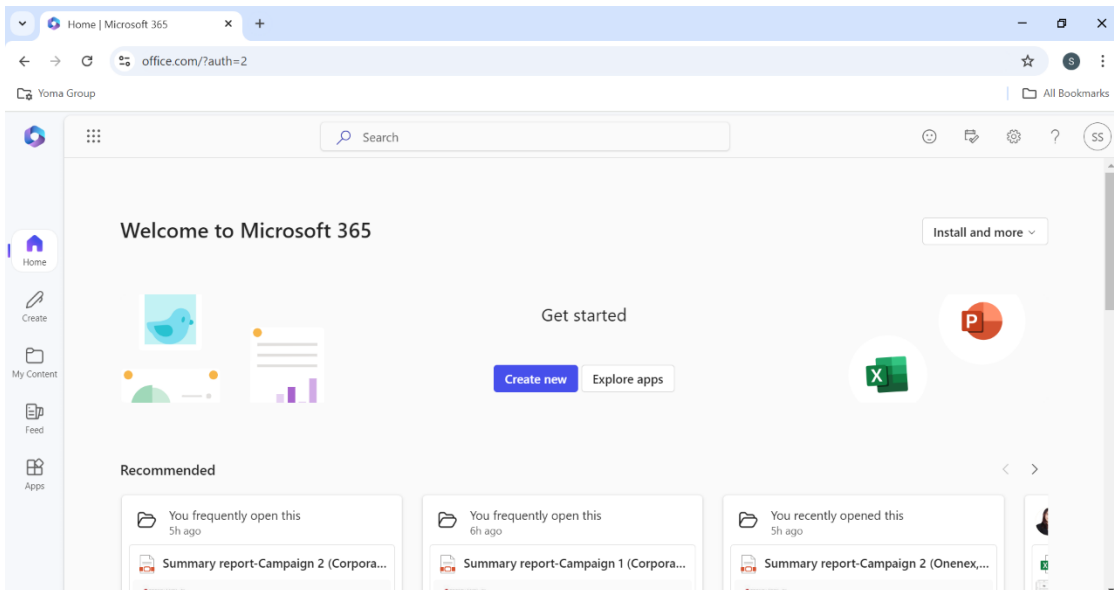 Home | Microsoft 365
office.com/?auth=2
S
Yoma Group
All Bookmarks
Search
SS
Welcome to Microsoft 365
Install and more
Home
Create
My Content
Feed
Apps
Get started
Create new
Explore apps
P
X
Recommended
You frequently open this
5h ago
Summary report-Campaign 2 (Corpora...
You frequently open this
6h ago
Summary report-Campaign 1 (Corpora...
You recently opened this
5h ago
Summary report-Campaign 2 (Onenex,...